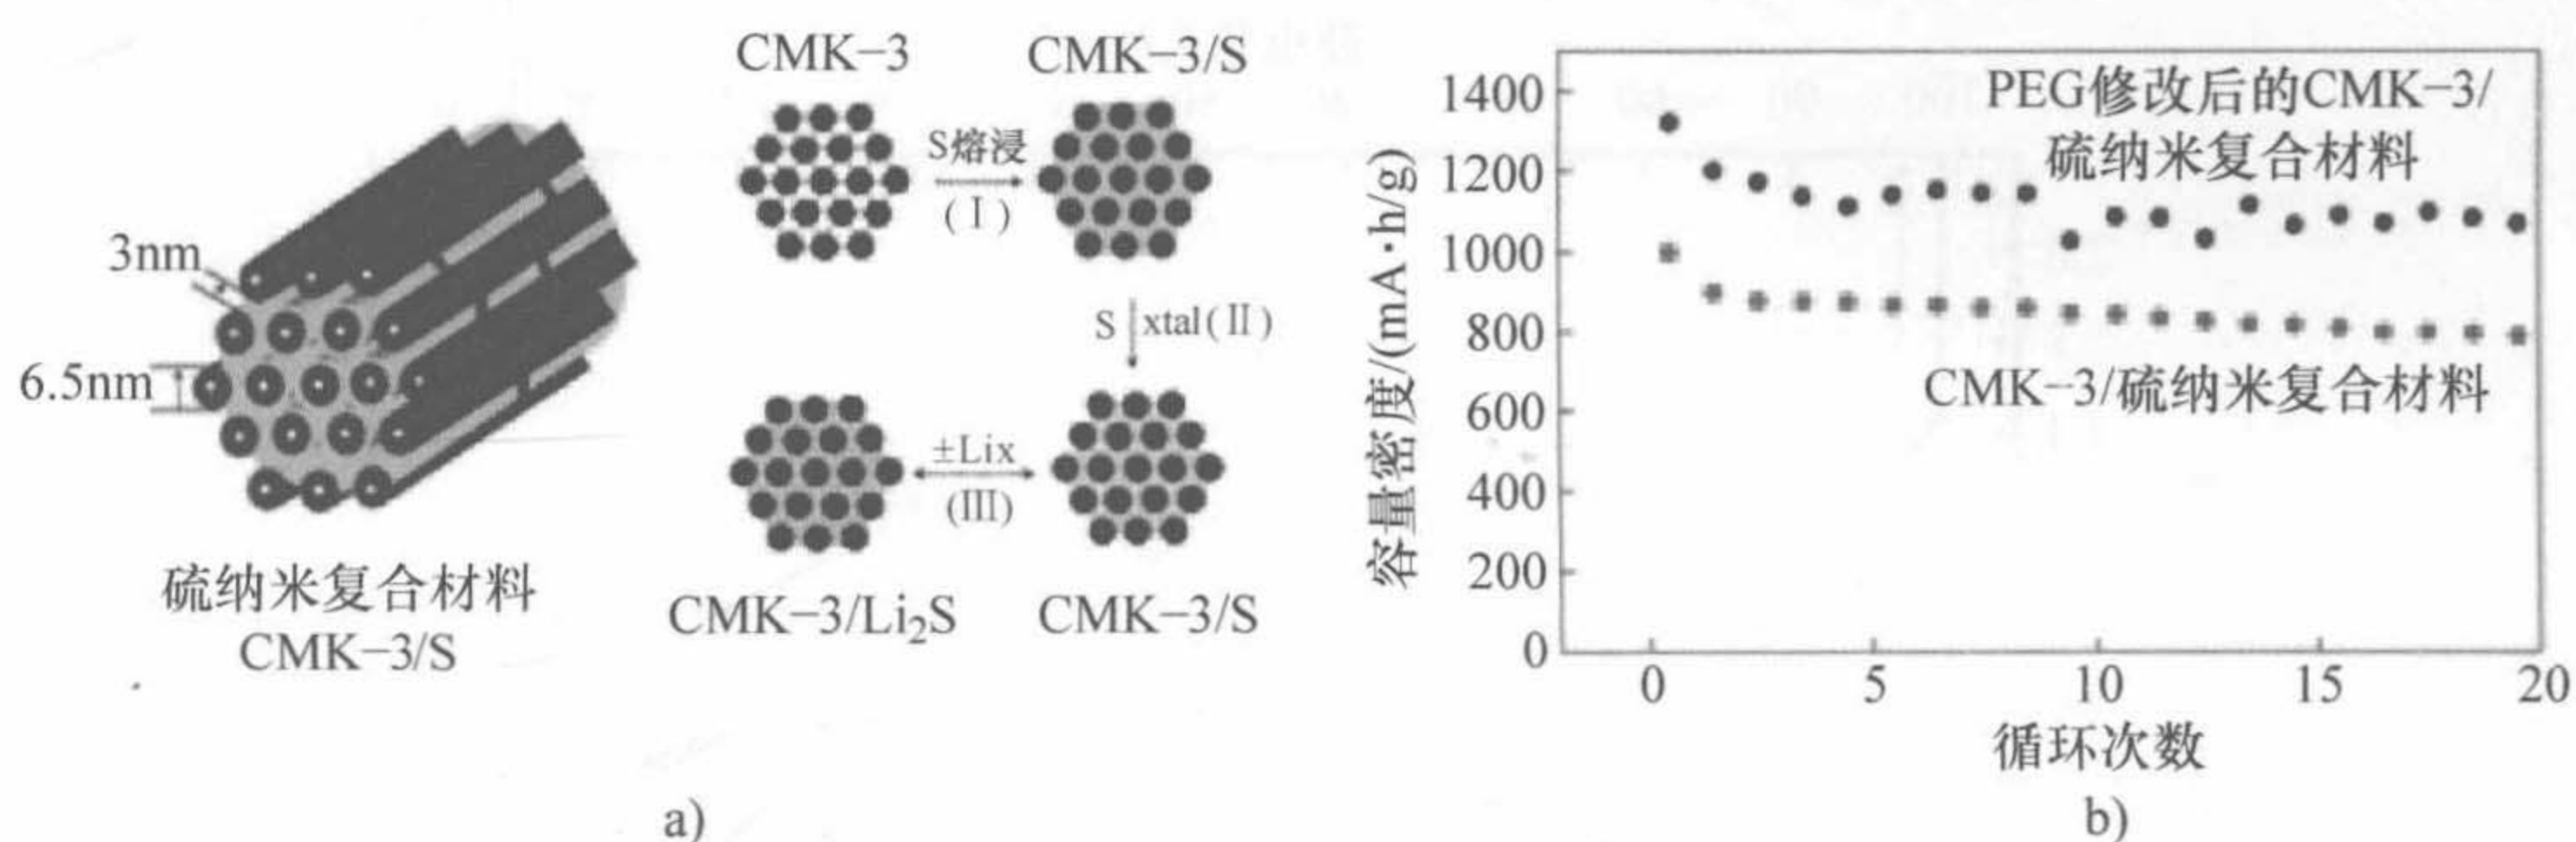 3nm
6.5nm
硫纳米复合材料
CMK-3/S
CMK-3
CMK-3/S
S熔浸
(Ⅰ)
S xtal(Ⅱ)
±Lix
(III)
CMK-3/Li₂S
CMK-3/S
a)
容量密度/(mA·h/g)
1400
1200
1000
800
600
400
200
0
PEG修改后的CMK-3/
硫纳米复合材料
CMK-3/硫纳米复合材料
0 5 10 15 20
循环次数
b)